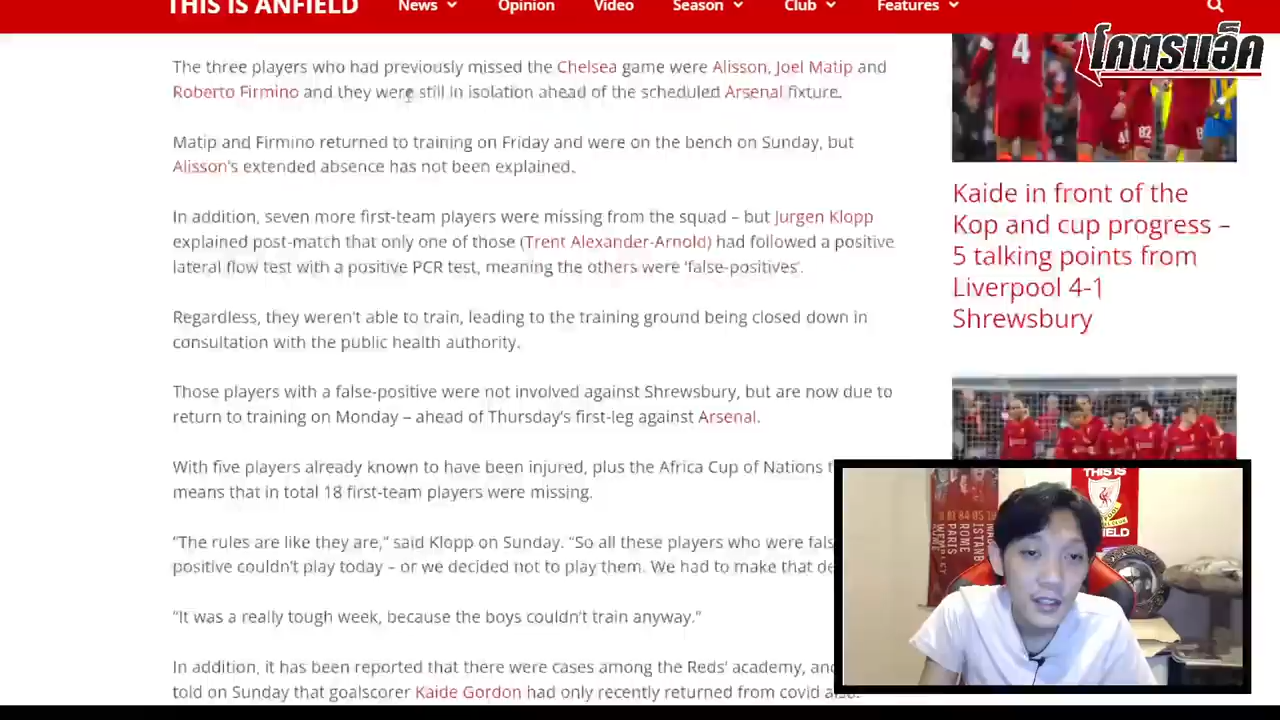 THIS IS ANFIELD
News
Opinion
Video
Season
Club
Features
โคตรแอ็ค
The three players who had previously missed the Chelsea game were Alisson, Joel Matip and
Roberto Firmino and they were still in isolation ahead of the scheduled Arsenal fixture.
Matip and Firmino returned to training on Friday and were on the bench on Sunday, but
Alisson's extended absence has not been explained.
In addition, seven more first-team players were missing from the squad – but Jurgen Klopp
explained post-match that only one of those (Trent Alexander-Arnold) had followed a positive
lateral flow test with a positive PCR test, meaning the others were ‘false-positives’.
Regardless, they weren't able to train, leading to the training ground being closed down in
consultation with the public health authority.
Those players with a false-positive were not involved against Shrewsbury, but are now due to
return to training on Monday – ahead of Thursday's first-leg against Arsenal.
With five players already known to have been injured, plus the Africa Cup of Nations
means that in total 18 first-team players were missing.
“The rules are like they are,” said Klopp on Sunday. “So all these players who were
positive couldn't play today – or we decided not to play them. We had to make that
“It was a really tough week, because the boys couldn't train anyway.”
In addition, it has been reported that there were cases among the Reds' academy,
told on Sunday that goalscorer Kaide Gordon had only recently returned from covid
4
82
Kaide in front of the
Kop and cup progress –
5 talking points from
Liverpool 4-1
Shrewsbury
THIS IS
ROME
PARIS